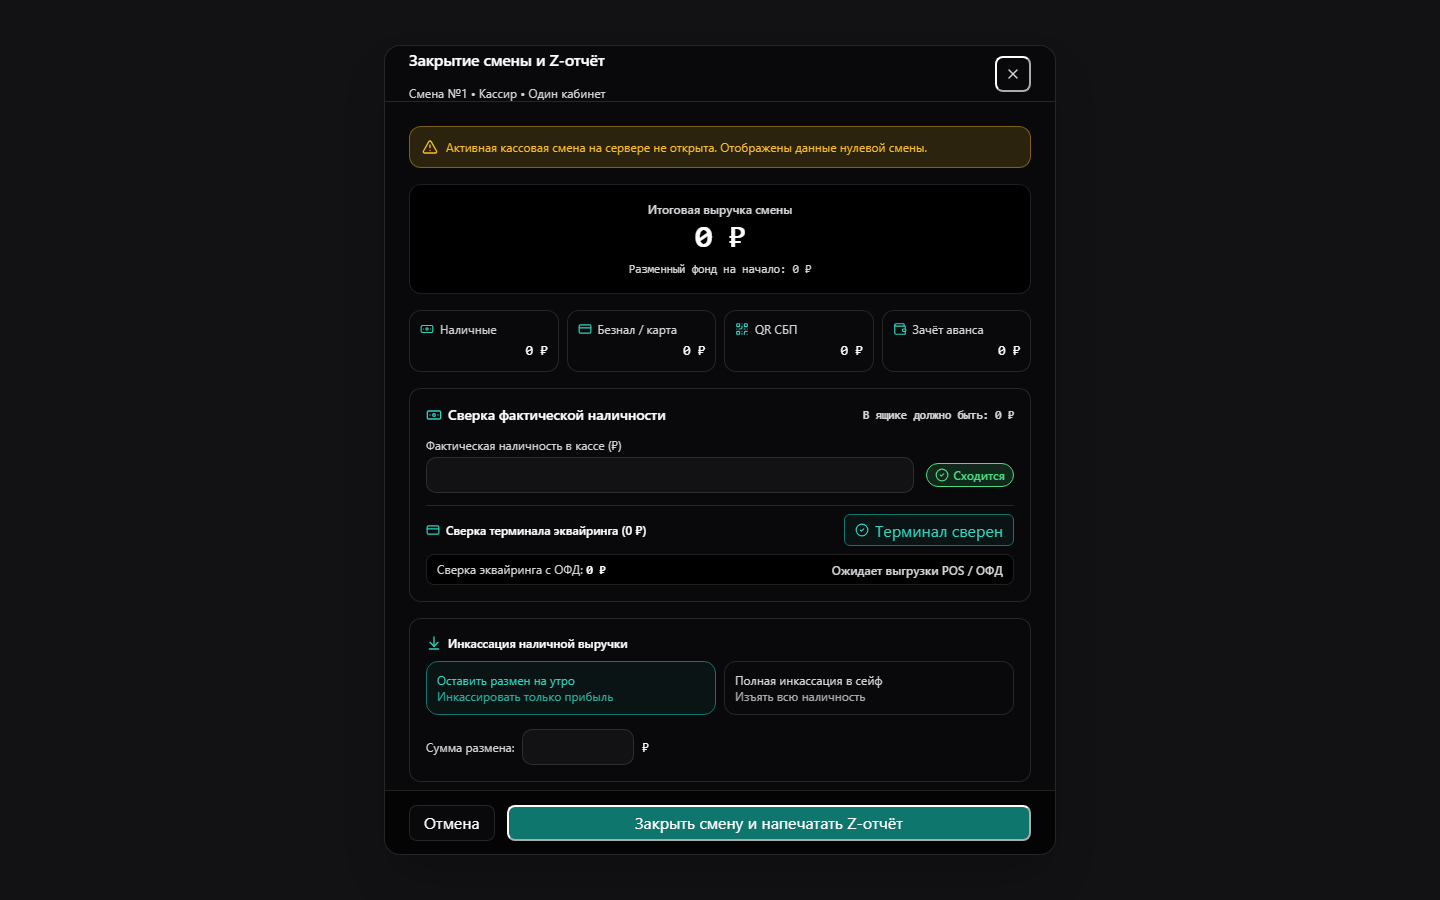 Закрытие смены и Z-отчёт
Смена №1 • Кассир • Один кабинет
Активная кассовая смена на сервере не открыта. Отображены данные нулевой смены.
Итоговая выручка смены
0 ₽
Разменный фонд на начало: 0 ₽
Наличные
0 ₽
Безнал / карта
0 ₽
QR СБП
0 ₽
Зачёт аванса
0 ₽
Сверка фактической наличности
В ящике должно быть: 0 ₽
Фактическая наличность в кассе (₽)
Сходится
Сверка терминала эквайринга (0 ₽)
Терминал сверен
Сверка эквайринга с ОФД: 0 ₽
Ожидает выгрузки POS / ОФД
Инкассация наличной выручки
Оставить размен на утро
Инкассировать только прибыль
Полная инкассация в сейф
Изъять всю наличность
Сумма размена:
₽
Отмена
Закрыть смену и напечатать Z-отчёт